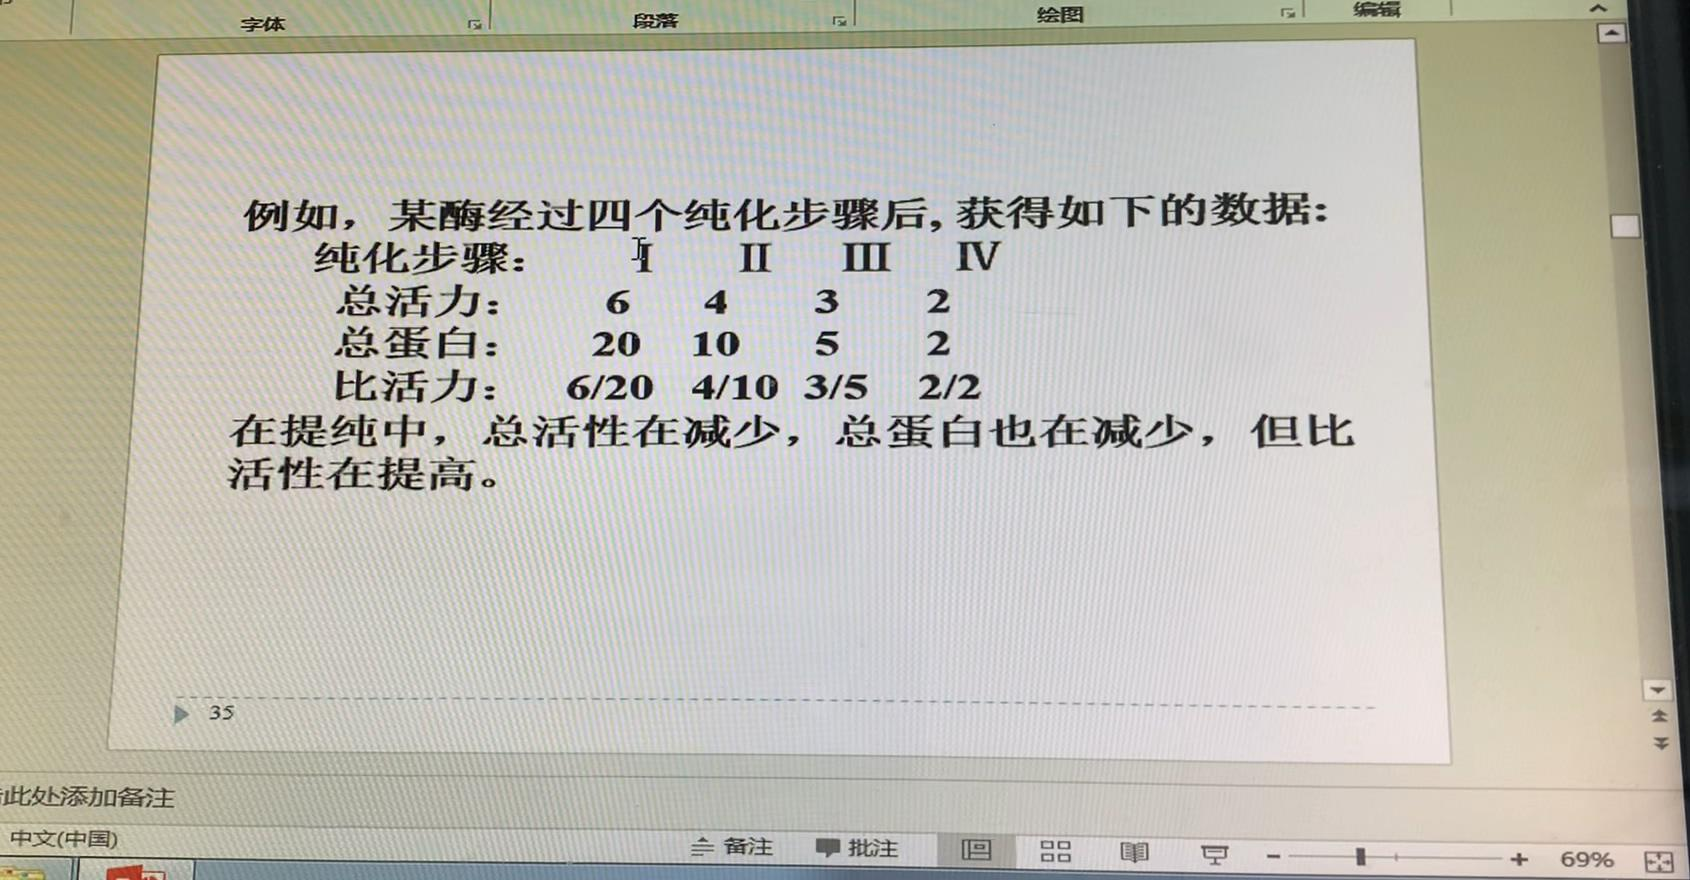 字体 段落 绘图 编辑
例如，某酶经过四个纯化步骤后，获得如下的数据：
纯化步骤： I II III IV
总活力： 6 4 3 2
总蛋白： 20 10 5 2
比活力： 6/20 4/10 3/5 2/2
在提纯中，总活性在减少，总蛋白也在减少，但比
活性在提高。
35
此处添加备注
中文(中国) 备注 批注 69%